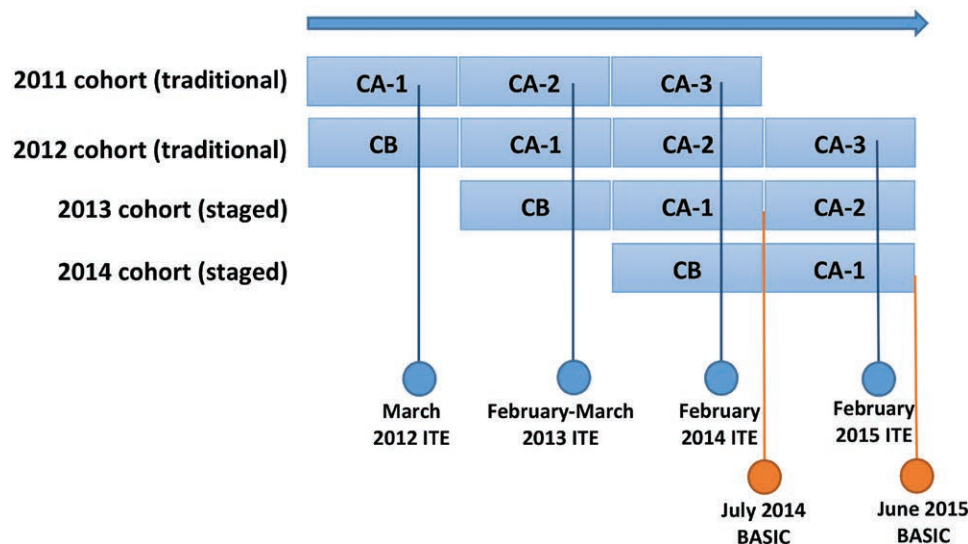 2011 cohort (traditional) CA-1 CA-2 CA-3
2012 cohort (traditional) CB CA-1 CA-2 CA-3
2013 cohort (staged) CB CA-1 CA-2
2014 cohort (staged) CB CA-1
March
2012 ITE
February-March
2013 ITE
February
2014 ITE
February
2015 ITE
July 2014
BASIC
June 2015
BASIC